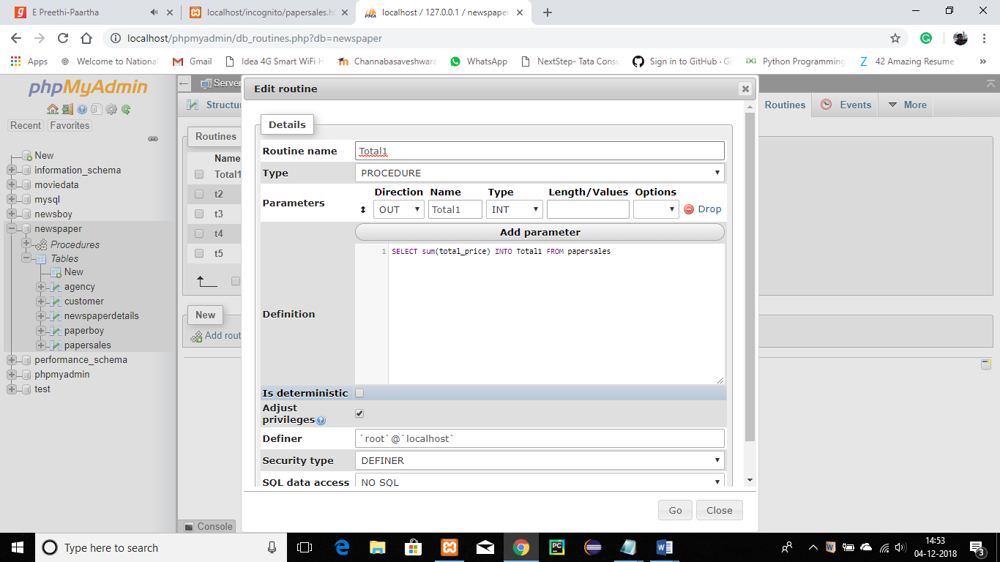 E Preethi-Paartha
localhost/incognito/papersales.h
localhost / 127.0.0.1 / newspaper
localhost/phpmyadmin/db_routines.php?db=newspaper
Apps
Welcome to National
Gmail
Idea 4G Smart WiFi H
Channabasaveshwara
WhatsApp
NextStep- Tata Consu
Sign in to GitHub · Gi
Python Programming
42 Amazing Resume
»
phpMyAdmin
Recent
Favorites
New
information_schema
moviedata
mysql
newsboy
newspaper
Procedures
Tables
New
agency
customer
newspaperdetails
paperboy
papersales
performance_schema
phpmyadmin
test
Server
Structu
Routines
Events
More
Routines
Name
Total1
t2
t3
t4
t5
New
Add rout
Console
Edit routine
Details
Routine name Total1
Type PROCEDURE
Parameters
Direction Name Type Length/Values Options
OUT Total1 INT Drop
Add parameter
Definition
1 SELECT sum(total_price) INTO Total1 FROM papersales
Is deterministic
Adjust
privileges
Definer `root`@`localhost`
Security type DEFINER
SQL data access NO SQL
Go Close
Type here to search
14:53
04-12-2018
3